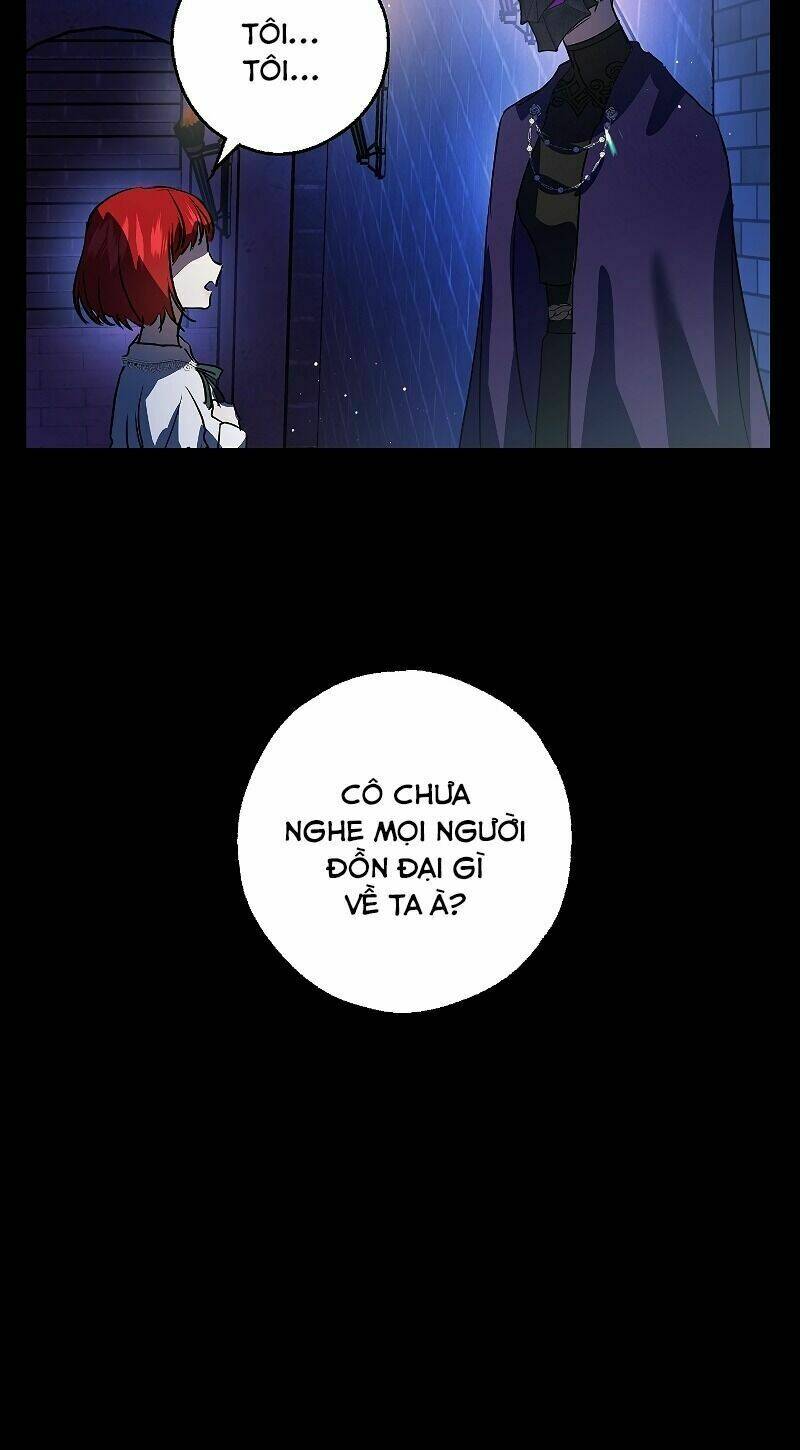 TÔI...
TÔI...
CÔ CHƯA
NGHE MỌI NGƯỜI
ĐỒN ĐẠI GÌ
VỀ TA À?